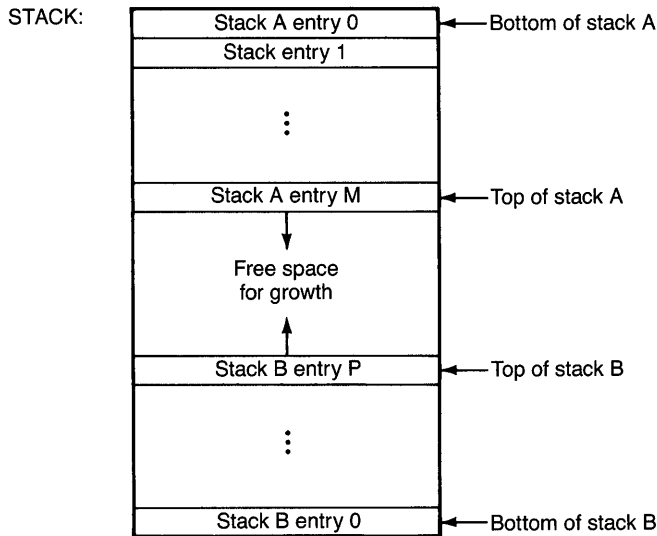 STACK:
Stack A entry 0
Bottom of stack A
Stack entry 1
Stack A entry M
Top of stack A
Free space
for growth
Stack B entry P
Top of stack B
Stack B entry 0
Bottom of stack B